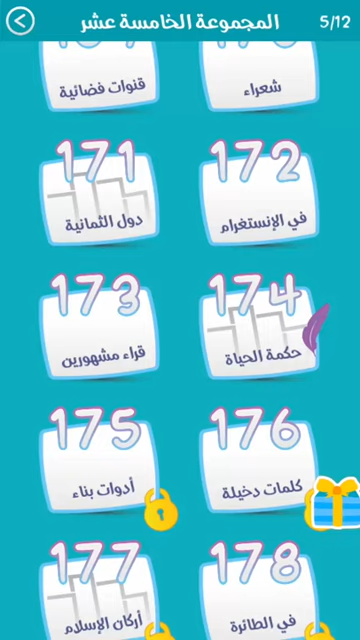 المجموعة الخامسة عشر
5/12
شعراء
قنوات فضائية
172
في الإنستغرام
171
دول الثمانية
174
حكمة الحياة
173
قراء مشهورين
176
كلمات دخيلة
175
أدوات بناء
178
في الطائرة
177
أركان الإسلام